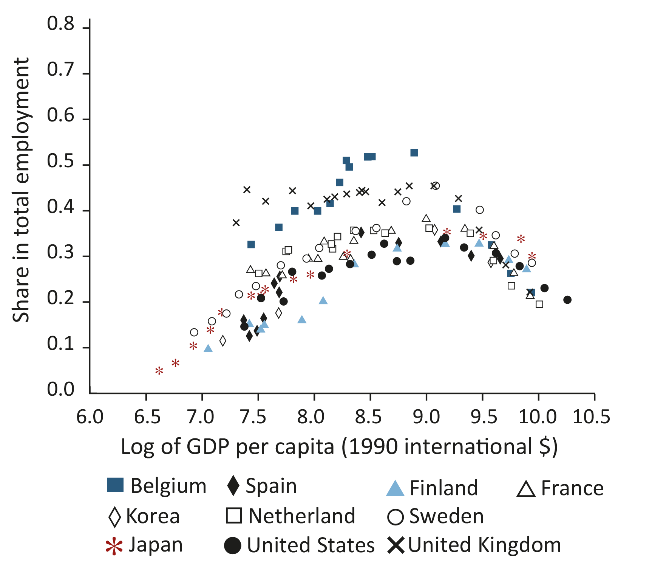 0.8
0.7
0.6
0.5
0.4
0.3
0.2
0.1
0.0
Share in total employment
6.0 6.5 7.0 7.5 8.0 8.5 9.0 9.5 10.0 10.5
Log of GDP per capita (1990 international $)
Belgium Spain Finland France
Korea Netherland Sweden
Japan United States United Kingdom